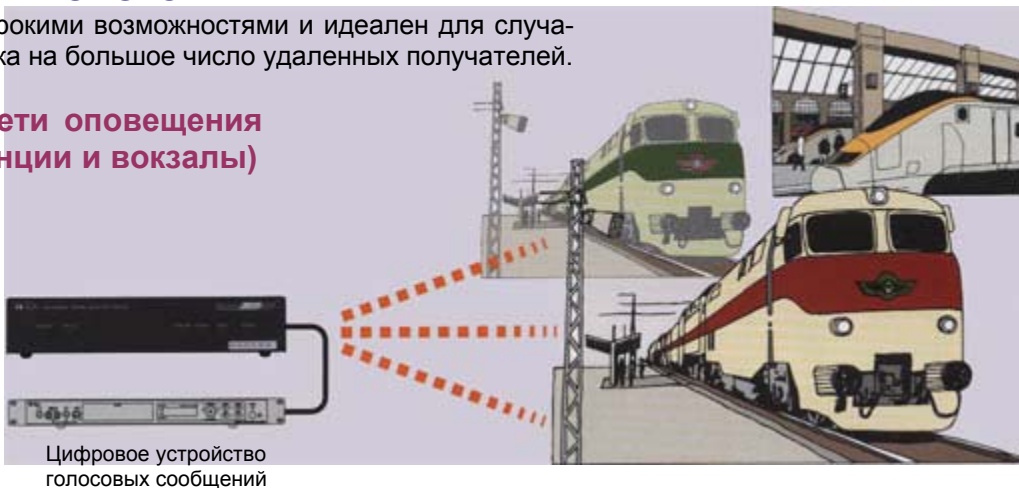 рокими возможностями и идеален для случа-
ка на большое число удаленных получателей.
ети оповещения
нции и вокзалы)
Цифровое устройство
голосовых сообщений